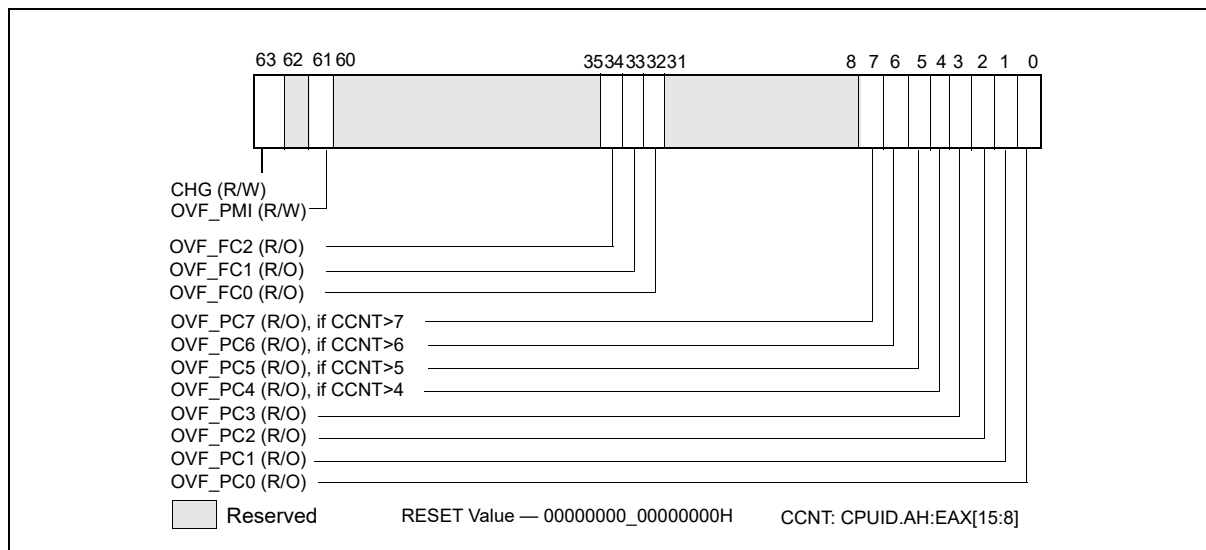 63 62 61 60 35 34 33 32 31 8 7 6 5 4 3 2 1 0
CHG (R/W)
OVF_PMI (R/W)
OVF_FC2 (R/O)
OVF_FC1 (R/O)
OVF_FC0 (R/O)
OVF_PC7 (R/O), if CCNT>7
OVF_PC6 (R/O), if CCNT>6
OVF_PC5 (R/O), if CCNT>5
OVF_PC4 (R/O), if CCNT>4
OVF_PC3 (R/O)
OVF_PC2 (R/O)
OVF_PC1 (R/O)
OVF_PC0 (R/O)
Reserved RESET Value — 00000000_00000000H CCNT: CPUID.AH:EAX[15:8]